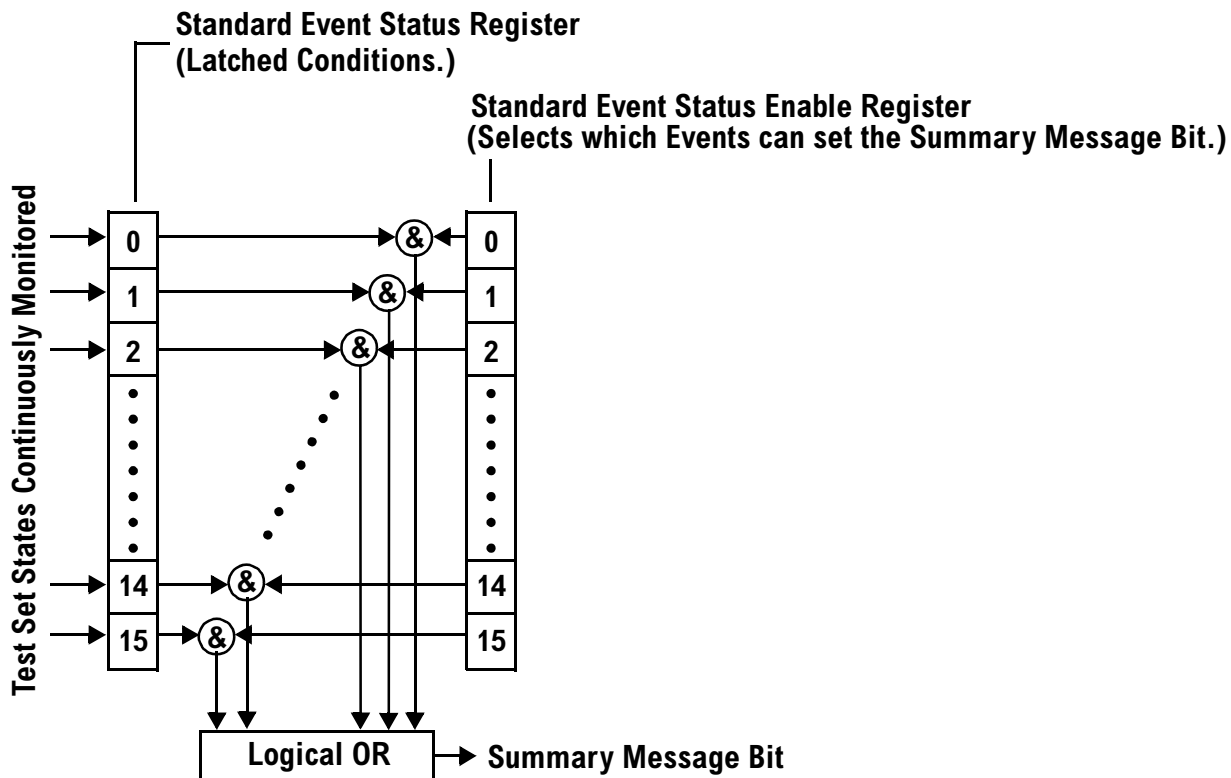 Standard Event Status Register
(Latched Conditions.)
Standard Event Status Enable Register
(Selects which Events can set the Summary Message Bit.)
Test Set States Continuously Monitored
0 & 0
1 & 1
2 & 2
14 & 14
15 & 15
Logical OR
Summary Message Bit